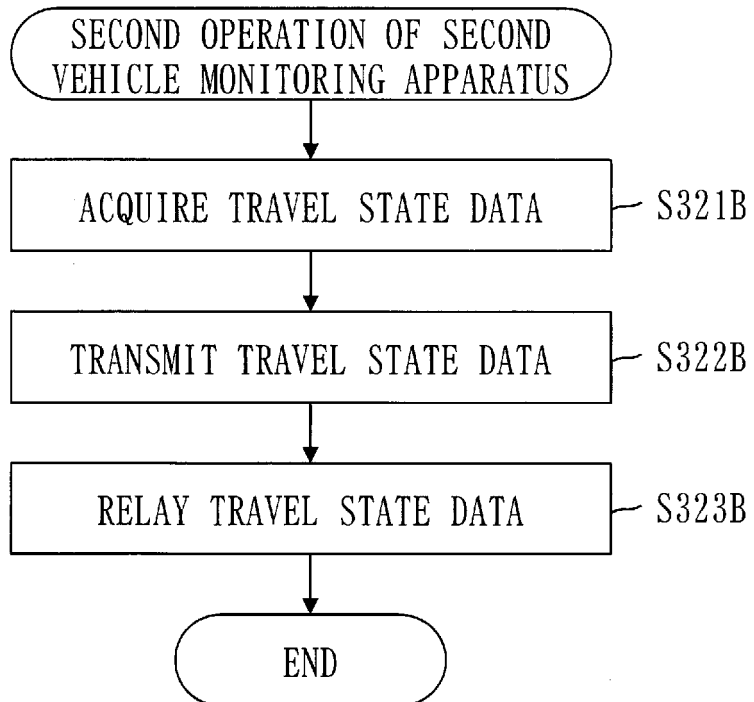 SECOND OPERATION OF SECOND
VEHICLE MONITORING APPARATUS
ACQUIRE TRAVEL STATE DATA
S321B
TRANSMIT TRAVEL STATE DATA
S322B
RELAY TRAVEL STATE DATA
S323B
END